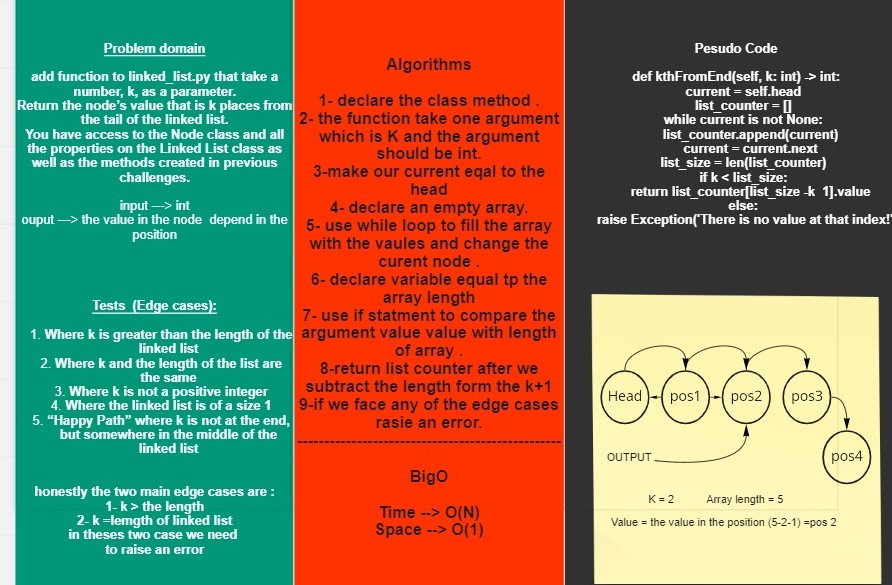 Problem domain
add function to linked_list.py that take a
number, k, as a parameter.
Return the node's value that is k places from
the tail of the linked list.
You have access to the Node class and all
the properties on the Linked List class as
well as the methods created in previous
challenges.
input ---> int
ouput ---> the value in the node depend in the
position
Tests (Edge cases):
1. Where k is greater than the length of the
linked list
2. Where k and the length of the list are
the same
3. Where k is not a positive integer
4. Where the linked list is of a size 1
5. “Happy Path” where k is not at the end,
but somewhere in the middle of the
linked list
honestly the two main edge cases are :
1- k > the length
2- k =lemgth of linked list
in theses two case we need
to raise an error
Algorithms
1- declare the class method .
2- the function take one argument
which is K and the argument
should be int.
3-make our current eqal to the
head
4- declare an empty array.
5- use while loop to fill the array
with the vaules and change the
curent node .
6- declare variable equal tp the
array length
7- use if statment to compare the
argument value value with length
of array .
8-return list counter after we
subtract the length form the k+1
9-if we face any of the edge cases
rasie an error.
BigO
Time --> O(N)
Space --> O(1)
Pesudo Code
def kthFromEnd(self, k: int) -> int:
current = self.head
list_counter = []
while current is not None:
list_counter.append(current)
current = current.next
list_size = len(list_counter)
if k < list_size:
return list_counter[list_size -k 1].value
else:
raise Exception('There is no value at that index!'
Head pos1 pos2 pos3
pos4
OUTPUT
K = 2 Array length = 5
Value = the value in the position (5-2-1) =pos 2